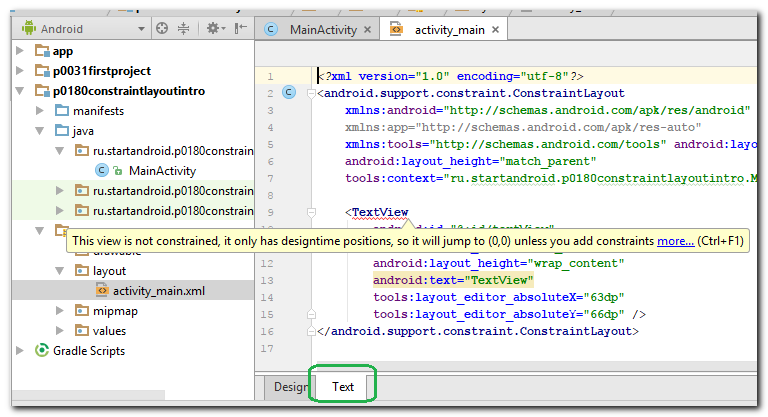 Android
MainActivity
activity_main
app
p0031firstproject
p0180constraintlayoutintro
manifests
java
ru.startandroid.p0180constrain
MainActivity
ru.startandroid.p0180constrain
ru.startandroid.p0180constrain
layout
activity_main.xml
mipmap
values
Gradle Scripts
1 <?xml version="1.0" encoding="utf-8"?>
2 <android.support.constraint.ConstraintLayout
3 xmlns:android="http://schemas.android.com/apk/res/android"
4 xmlns:app="http://schemas.android.com/apk/res-auto"
5 xmlns:tools="http://schemas.android.com/tools" android:layo
6 android:layout_height="match_parent"
7 tools:context="ru.startandroid.p0180constraintlayoutintro.M
8
9 <TextView
This view is not constrained, it only has designtime positions, so it will jump to (0,0) unless you add constraints more... (Ctrl+F1)
12 android:layout_height="wrap_content"
13 android:text="TextView"
14 tools:layout_editor_absoluteX="63dp"
15 tools:layout_editor_absoluteY="66dp" />
16 </android.support.constraint.ConstraintLayout>
17
Design
Text